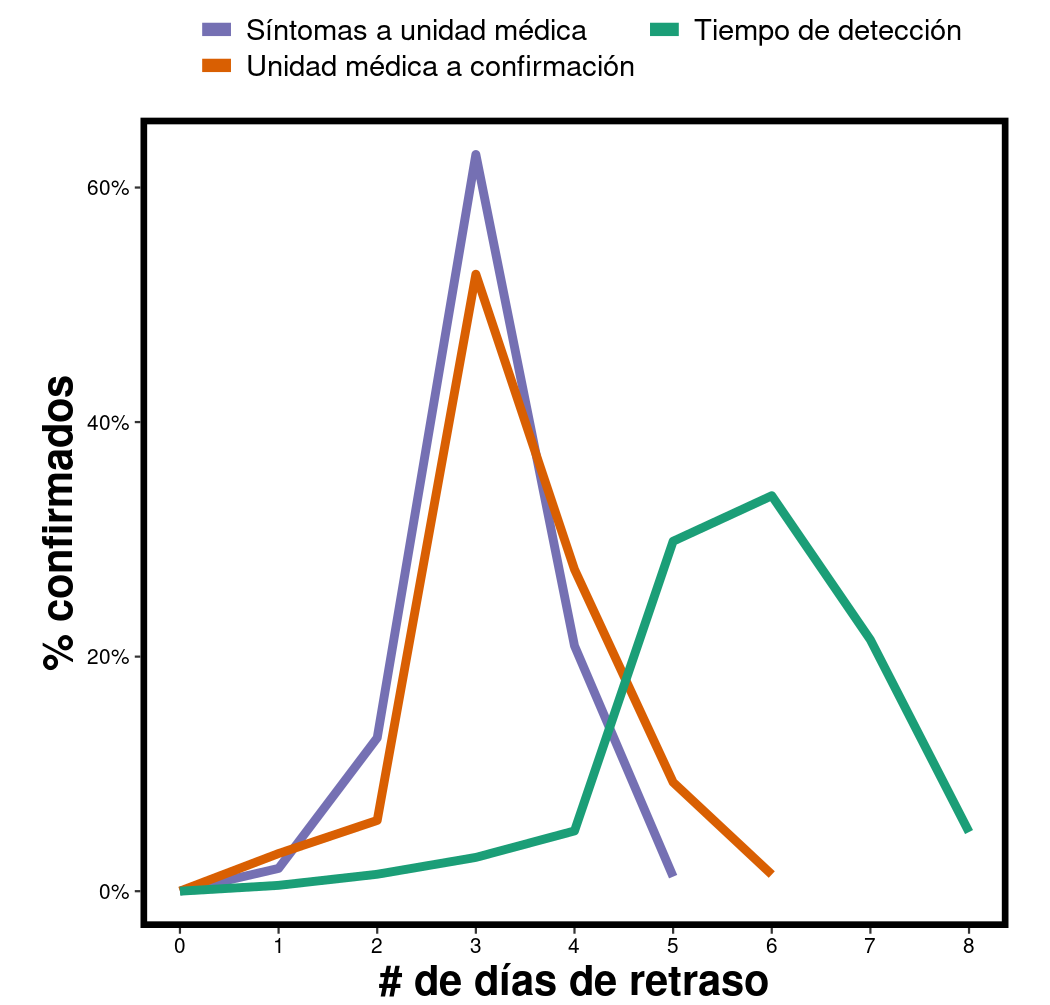 Síntomas a unidad médica
Tiempo de detección
Unidad médica a confirmación
% confirmados
60%
40%
20%
0%
0 1 2 3 4 5 6 7 8
# de días de retraso